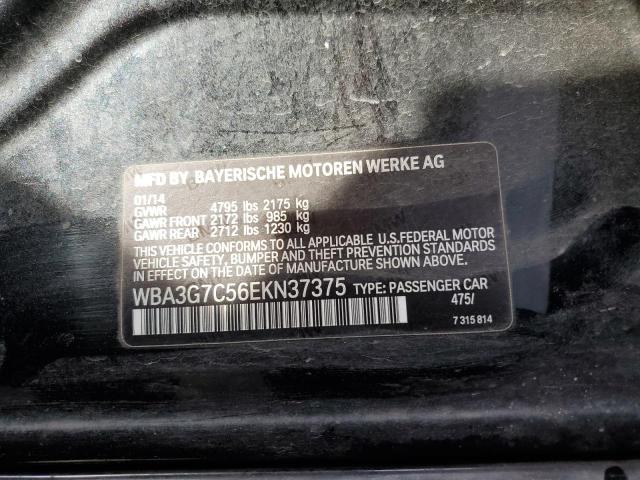 MFD BY BAYERISCHE MOTOREN WERKE AG
01/14
GVWR 4795 lbs 2175 kg
GAWR FRONT 2172 lbs 985 kg
GAWR REAR 2712 lbs 1230 kg
THIS VEHICLE CONFORMS TO ALL APPLICABLE U.S.FEDERAL MOTOR
VEHICLE SAFETY, BUMPER AND THEFT PREVENTION STANDARDS
IN EFFECT ON THE DATE OF MANUFACTURE SHOWN ABOVE.
WBA3G7C56EKN37375 TYPE: PASSENGER CAR
475/
7 315 814